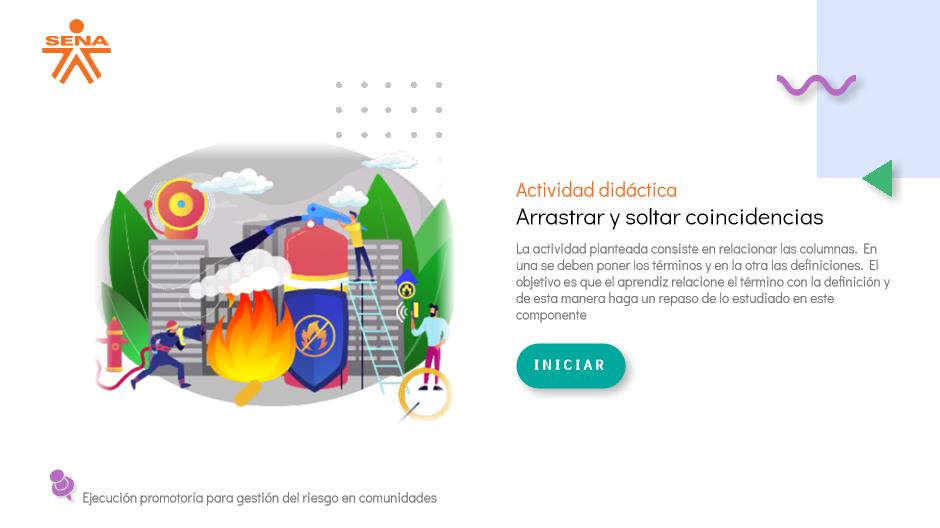 SENA
Actividad didáctica
Arrastrar y soltar coincidencias
La actividad planteada consiste en relacionar las columnas. En
una se deben poner los términos y en la otra las definiciones. El
objetivo es que el aprendiz relacione el término con la definición y
de esta manera haga un repaso de lo estudiado en este
componente
INICIAR
Ejecución promotoría para gestión del riesgo en comunidades